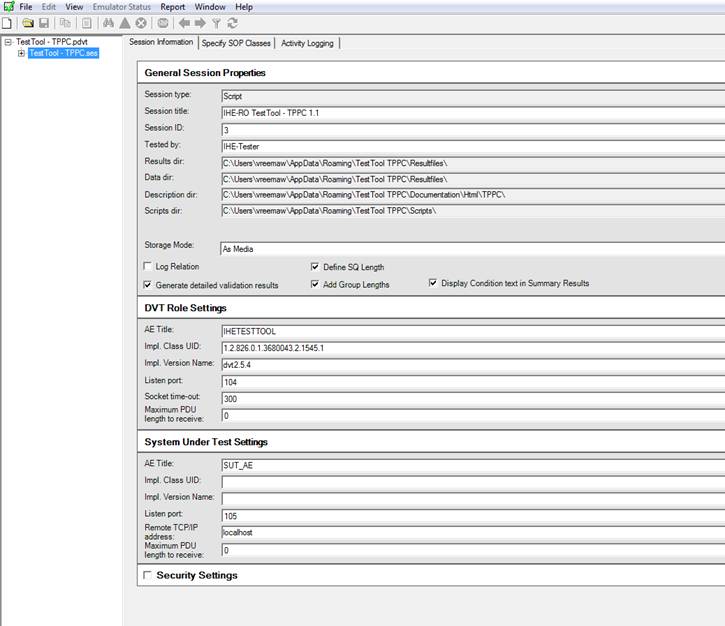 File Edit View Emulator Status Report Window Help
TestTool - TPPC.pdvt
TestTool - TPPC.ses
Session Information Specify SOP Classes Activity Logging
General Session Properties
Session type: Script
Session title: IHE-RO TestTool - TPPC 1.1
Session ID: 3
Tested by: IHE-Tester
Results dir: C:\Users\vreemaw\AppData\Roaming\TestTool TPPC\Resultfiles\
Data dir: C:\Users\vreemaw\AppData\Roaming\TestTool TPPC\Resultfiles\
Description dir: C:\Users\vreemaw\AppData\Roaming\TestTool TPPC\Documentation\Html\TPPC\
Scripts dir: C:\Users\vreemaw\AppData\Roaming\TestTool TPPC\Scripts\
Storage Mode: As Media
Log Relation Define SQ Length
Generate detailed validation results Add Group Lengths Display Condition text in Summary Results
DVT Role Settings
AE Title: IHETESTTOOL
Impl. Class UID: 1.2.826.0.1.3680043.2.1545.1
Impl. Version Name: dvt2.5.4
Listen port: 104
Socket time-out: 300
Maximum PDU
length to receive: 0
System Under Test Settings
AE Title: SUT_AE
Impl. Class UID:
Impl. Version Name:
Listen port: 105
Remote TCP/IP
address: localhost
Maximum PDU
length to receive: 0
Security Settings